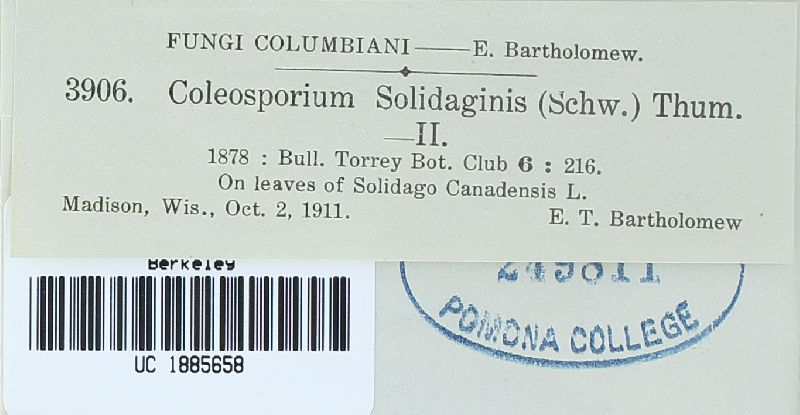 FUNGI COLUMBIANI —— E. Bartholomew.
3906. Coleosporium Solidaginis (Schw.) Thum.
—II.
1878 : Bull. Torrey Bot. Club 6 : 216.
On leaves of Solidago Canadensis L.
Madison, Wis., Oct. 2, 1911. E. T. Bartholomew
Berkeley
UC 1885658
249811
POMONA COLLEGE